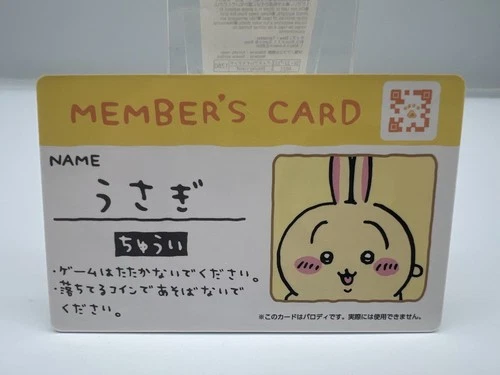 MEMBER'S CARD
NAME
うさぎ
ちゅうい
・ゲームはたたかないでください。
・落ちてるコインであそばないで
ください。
※このカードはパロディです。実際には使用できません。